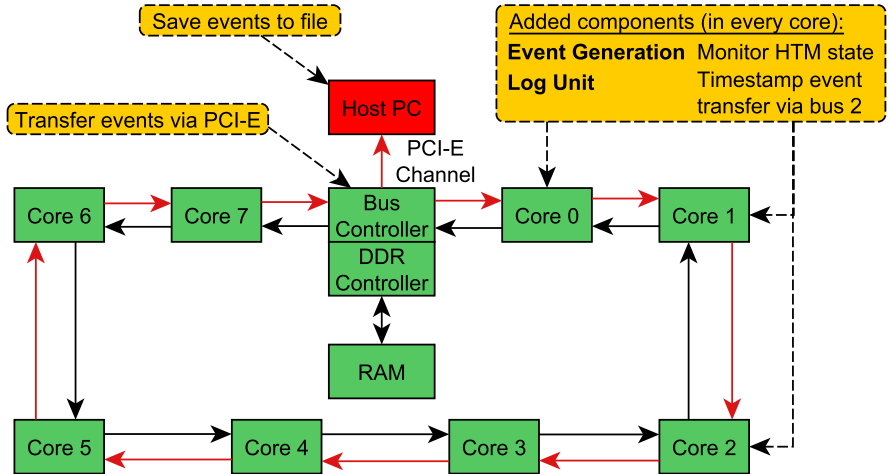 Save events to file
Added components (in every core):
Event Generation Monitor HTM state
Log Unit Timestamp event
transfer via bus 2
Host PC
Transfer events via PCI-E
PCI-E
Channel
Core 6
Core 7
Bus
Controller
Core 0
Core 1
DDR
Controller
RAM
Core 5
Core 4
Core 3
Core 2